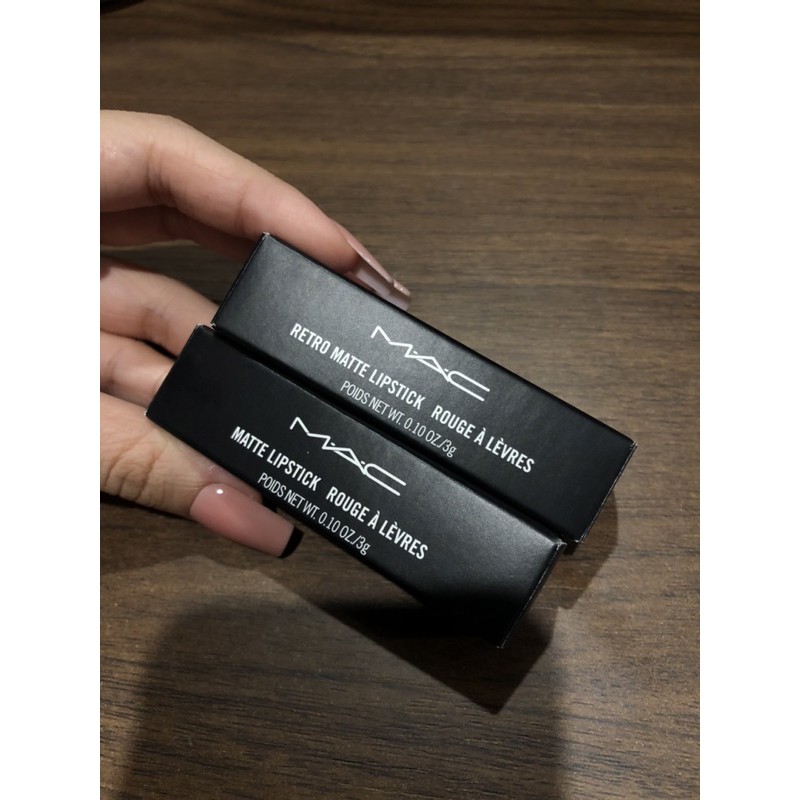 MAC
RETRO MATTE LIPSTICK ROUGE À LÈVRES
POIDS NET WT. 0.10 OZ./3g
MAC
MATTE LIPSTICK ROUGE À LÈVRES
POIDS NET WT. 0.10 OZ./3g